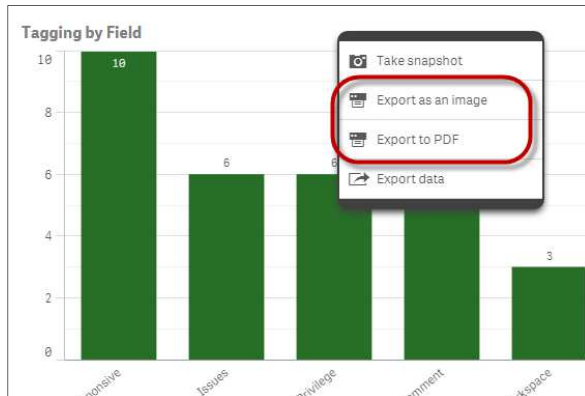 Tagging by Field
Take snapshot
Export as an image
Export to PDF
Export data
10
8
6
4
2
0
10
6
6
3
Issues
Privilege